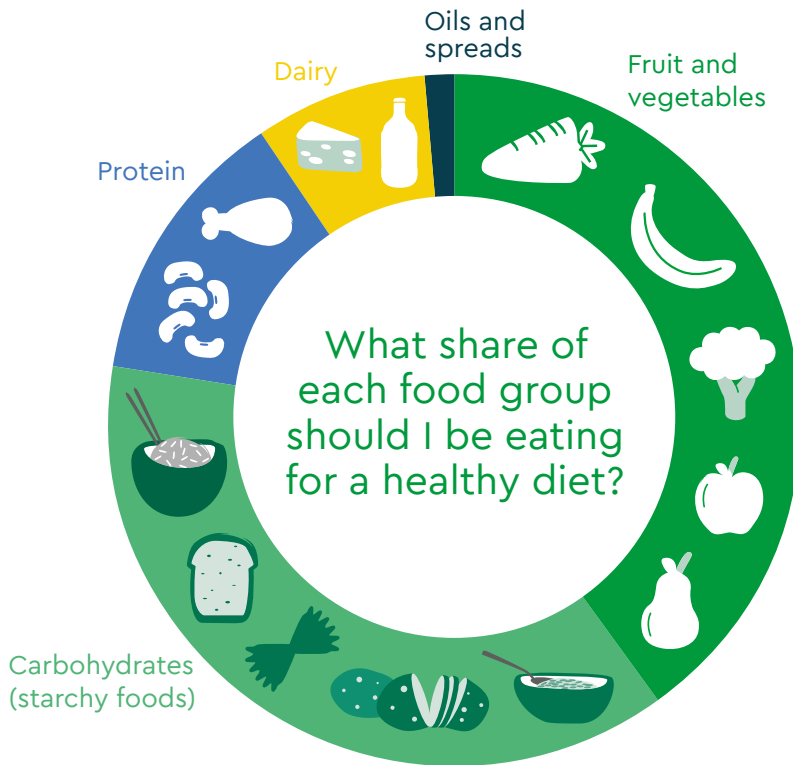 Oils and
spreads
Dairy
Fruit and
vegetables
Protein
What share of
each food group
should I be eating
for a healthy diet?
Carbohydrates
(starchy foods)